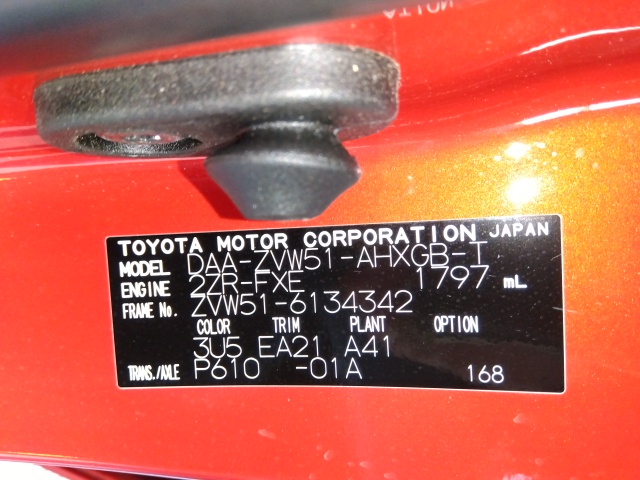 TOYOTA MOTOR CORPORATION JAPAN
MODEL DAA-ZVW51-AHXGB-T
ENGINE 2ZR-FXE 1797 mL
FRAME No. ZVW51-6134342
COLOR TRIM PLANT OPTION
3U5 EA21 A41
TRANS./AXLE P610 -01A 168